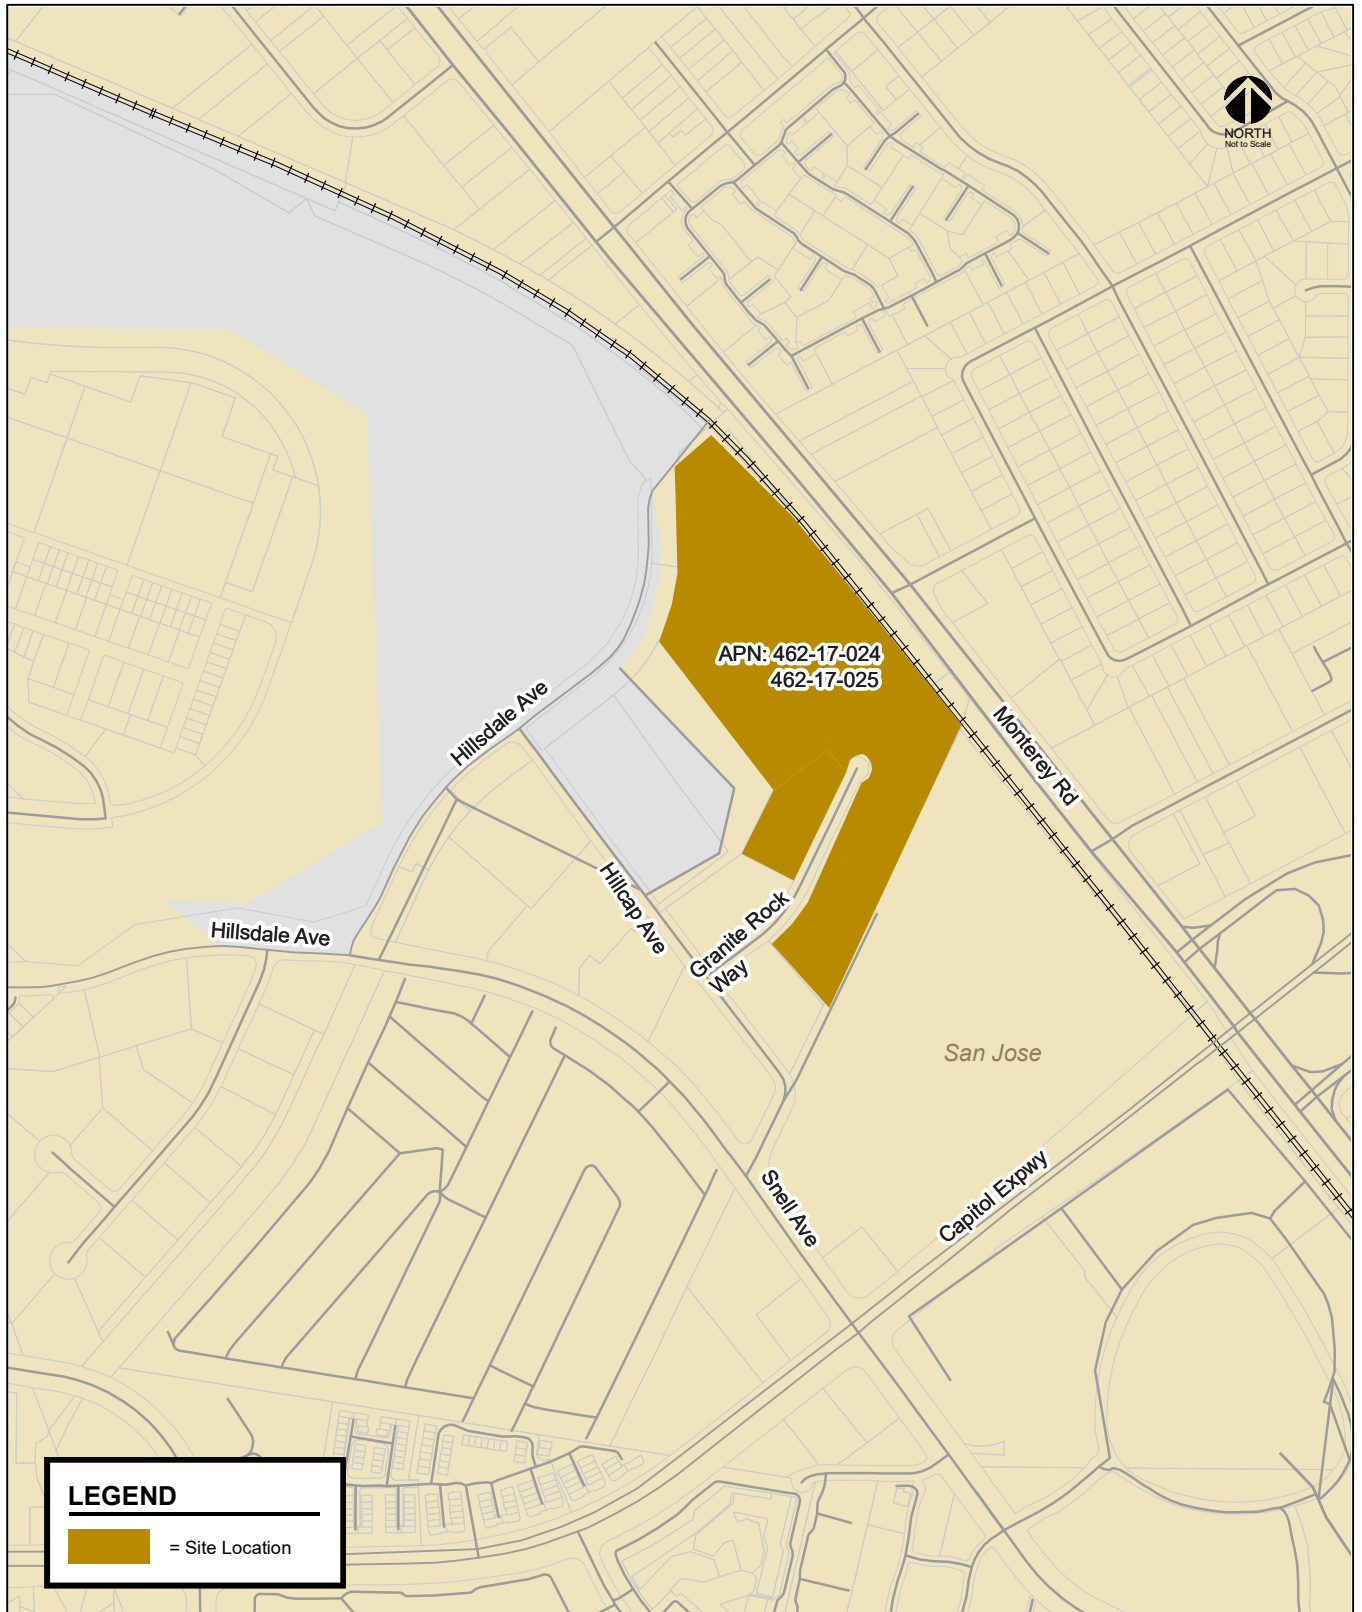 NORTH
Not to Scale
APN: 462-17-024
462-17-025
Hillsdale Ave
Monterey Rd
Hillcap Ave
Granite Rock
Way
Hillsdale Ave
San Jose
Snell Ave
Capitol Expwy
LEGEND
= Site Location